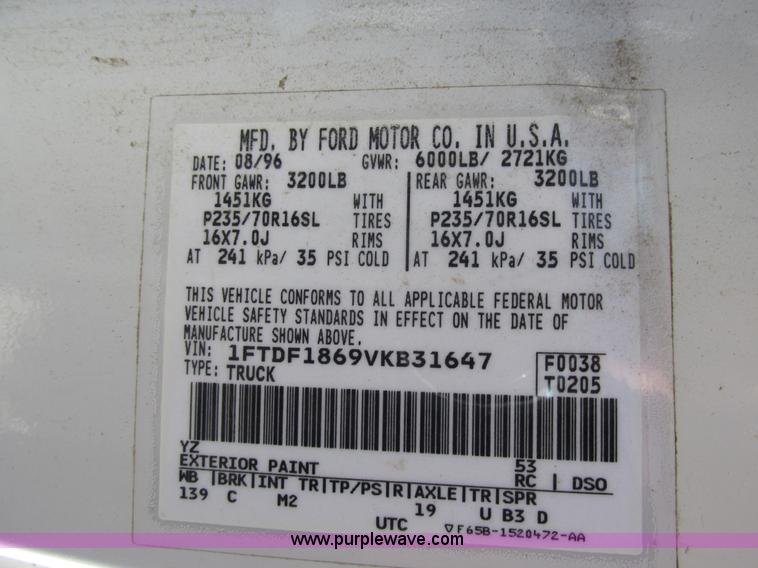 MFD. BY FORD MOTOR CO. IN U.S.A.
DATE: 08/96 GVWR: 6000LB/ 2721KG
FRONT GAWR: 3200LB REAR GAWR: 3200LB
1451KG WITH 1451KG WITH
P235/70R16SL TIRES P235/70R16SL TIRES
16X7.0J RIMS 16X7.0J RIMS
AT 241 kPa/ 35 PSI COLD AT 241 kPa/ 35 PSI COLD
THIS VEHICLE CONFORMS TO ALL APPLICABLE FEDERAL MOTOR
VEHICLE SAFETY STANDARDS IN EFFECT ON THE DATE OF
MANUFACTURE SHOWN ABOVE.
VIN: 1FTDF1869VKB31647 F0038
TYPE: TRUCK T0205
YZ 53
EXTERIOR PAINT RC DSO
WB BRK INT TR TP/PS R AXLE TR SPR
139 C M2 19 U B3 D
UTC F65B-1520472-AA
www.purplewave.com